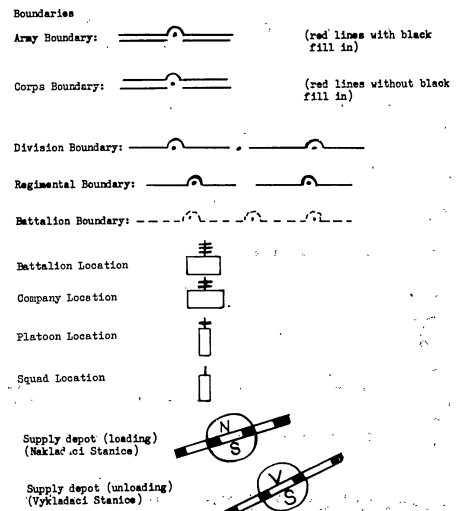 Boundaries
Army Boundary: (red lines with black
fill in)
Corps Boundary: (red lines without black
fill in)
Division Boundary:
Regimental Boundary:
Battalion Boundary:
Battalion Location
Company Location
Platoon Location
Squad Location
N
S
Supply depot (loading)
(Nakladaci Stanice)
V
S
Supply depot (unloading)
(Vykladaci Stanice)